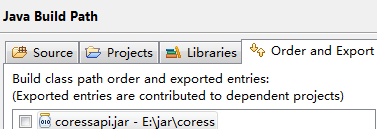 Java Build Path
Source Projects Libraries Order and Export
Build class path order and exported entries:
(Exported entries are contributed to dependent projects)
coressapi.jar - E:\jar\coress